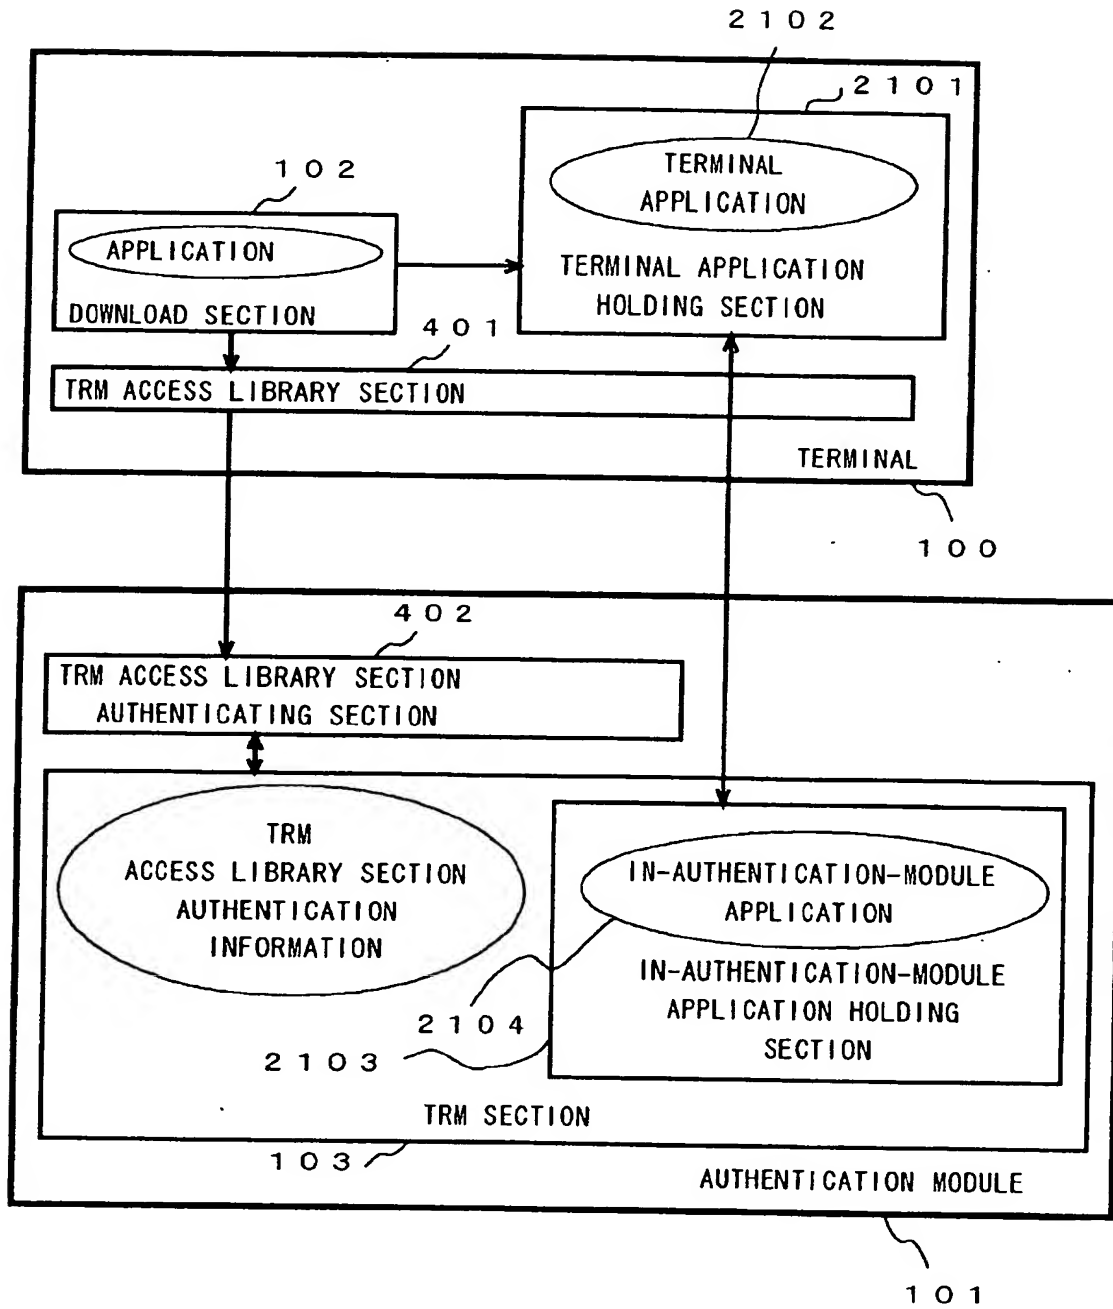 2102
2101
TERMINAL
APPLICATION
102
APPLICATION
TERMINAL APPLICATION
HOLDING SECTION
DOWNLOAD SECTION
401
TRM ACCESS LIBRARY SECTION
TERMINAL
100
402
TRM ACCESS LIBRARY SECTION
AUTHENTICATING SECTION
TRM
ACCESS LIBRARY SECTION
AUTHENTICATION
INFORMATION
IN-AUTHENTICATION-MODULE
APPLICATION
IN-AUTHENTICATION-MODULE
APPLICATION HOLDING
SECTION
2104
2103
TRM SECTION
103
AUTHENTICATION MODULE
101